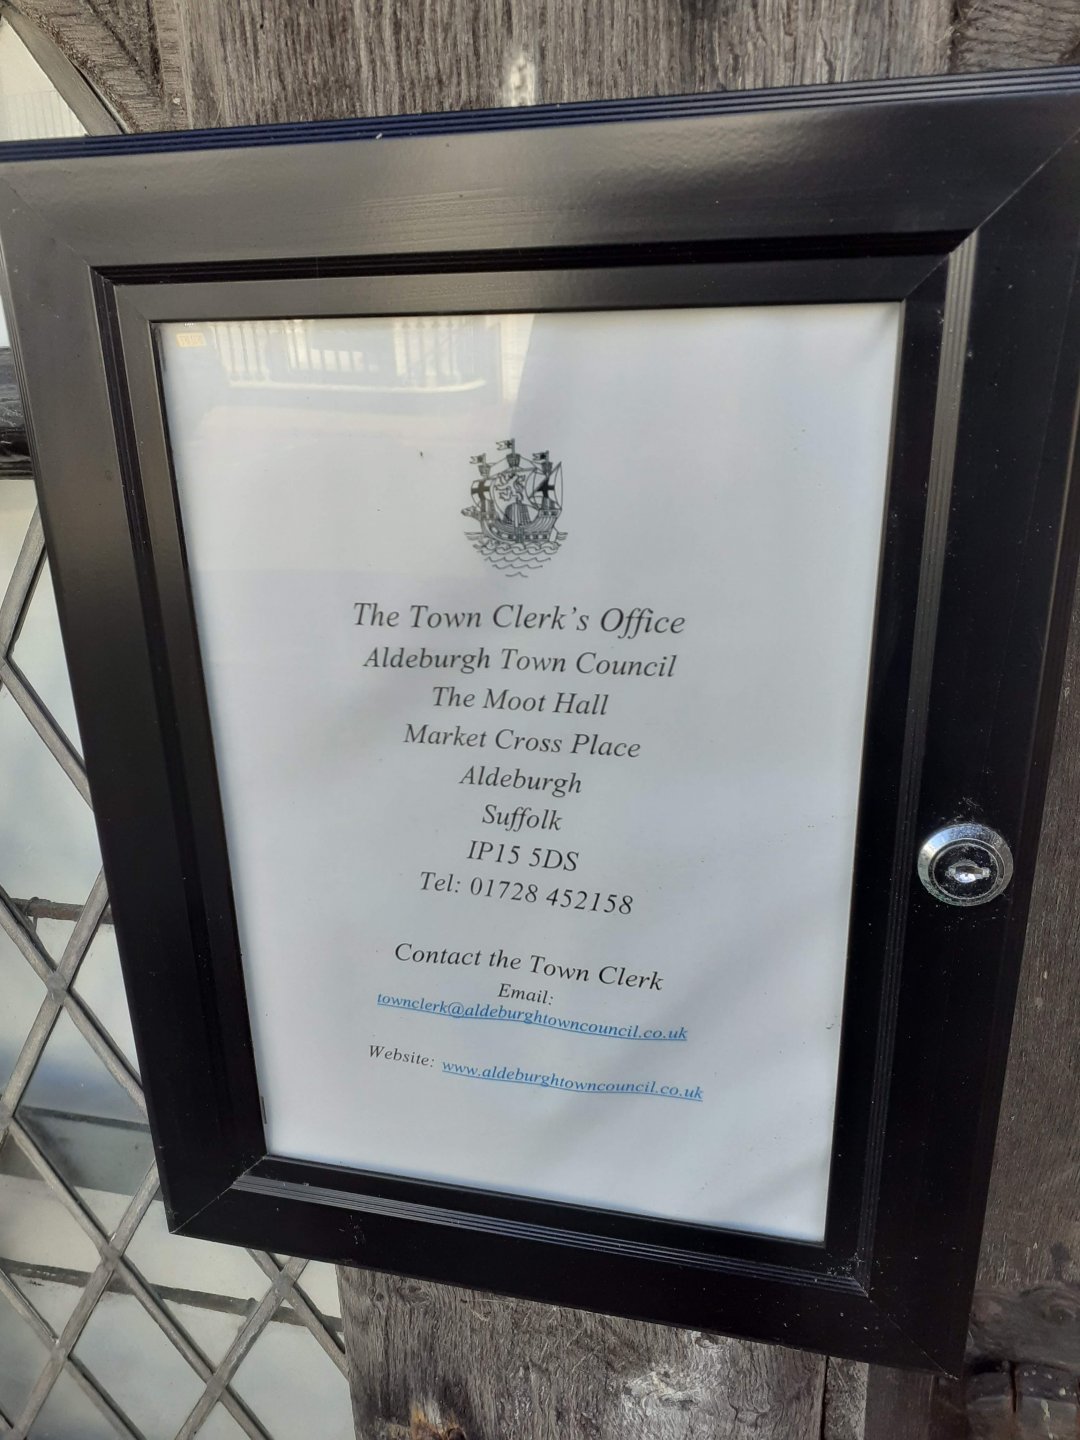 The Town Clerk's Office
Aldeburgh Town Council
The Moot Hall
Market Cross Place
Aldeburgh
Suffolk
IP15 5DS
Tel: 01728 452158
Contact the Town Clerk
Email:
townclerk@aldeburghtowncouncil.co.uk
Website: www.aldeburghtowncouncil.co.uk